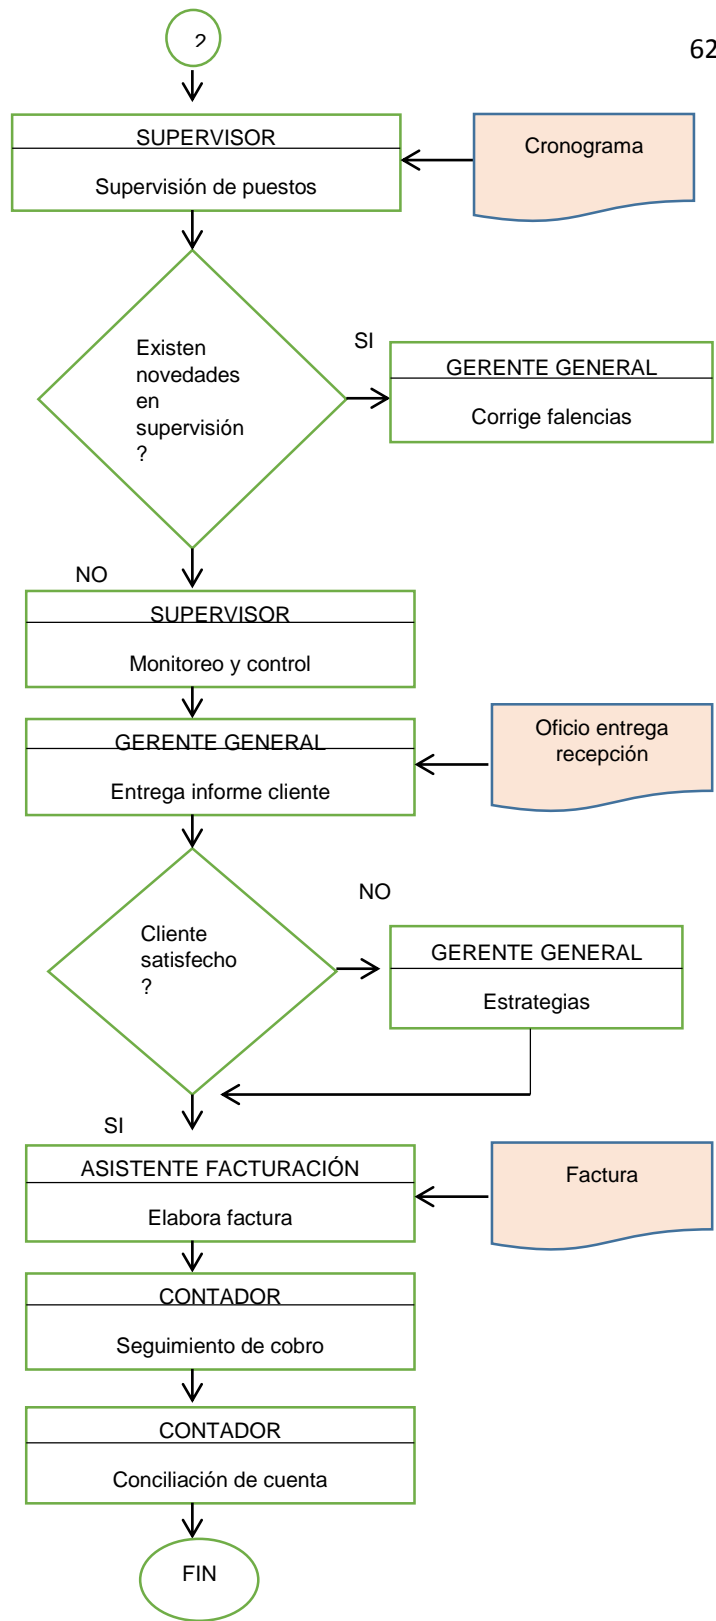 2
62
SUPERVISOR
Supervisión de puestos
Cronograma
Existen
novedades
en
supervisión
?
SI
GERENTE GENERAL
Corrige falencias
NO
SUPERVISOR
Monitoreo y control
GERENTE GENERAL
Entrega informe cliente
Oficio entrega
recepción
Cliente
satisfecho
?
NO
GERENTE GENERAL
Estrategias
SI
ASISTENTE FACTURACIÓN
Elabora factura
Factura
CONTADOR
Seguimiento de cobro
CONTADOR
Conciliación de cuenta
FIN